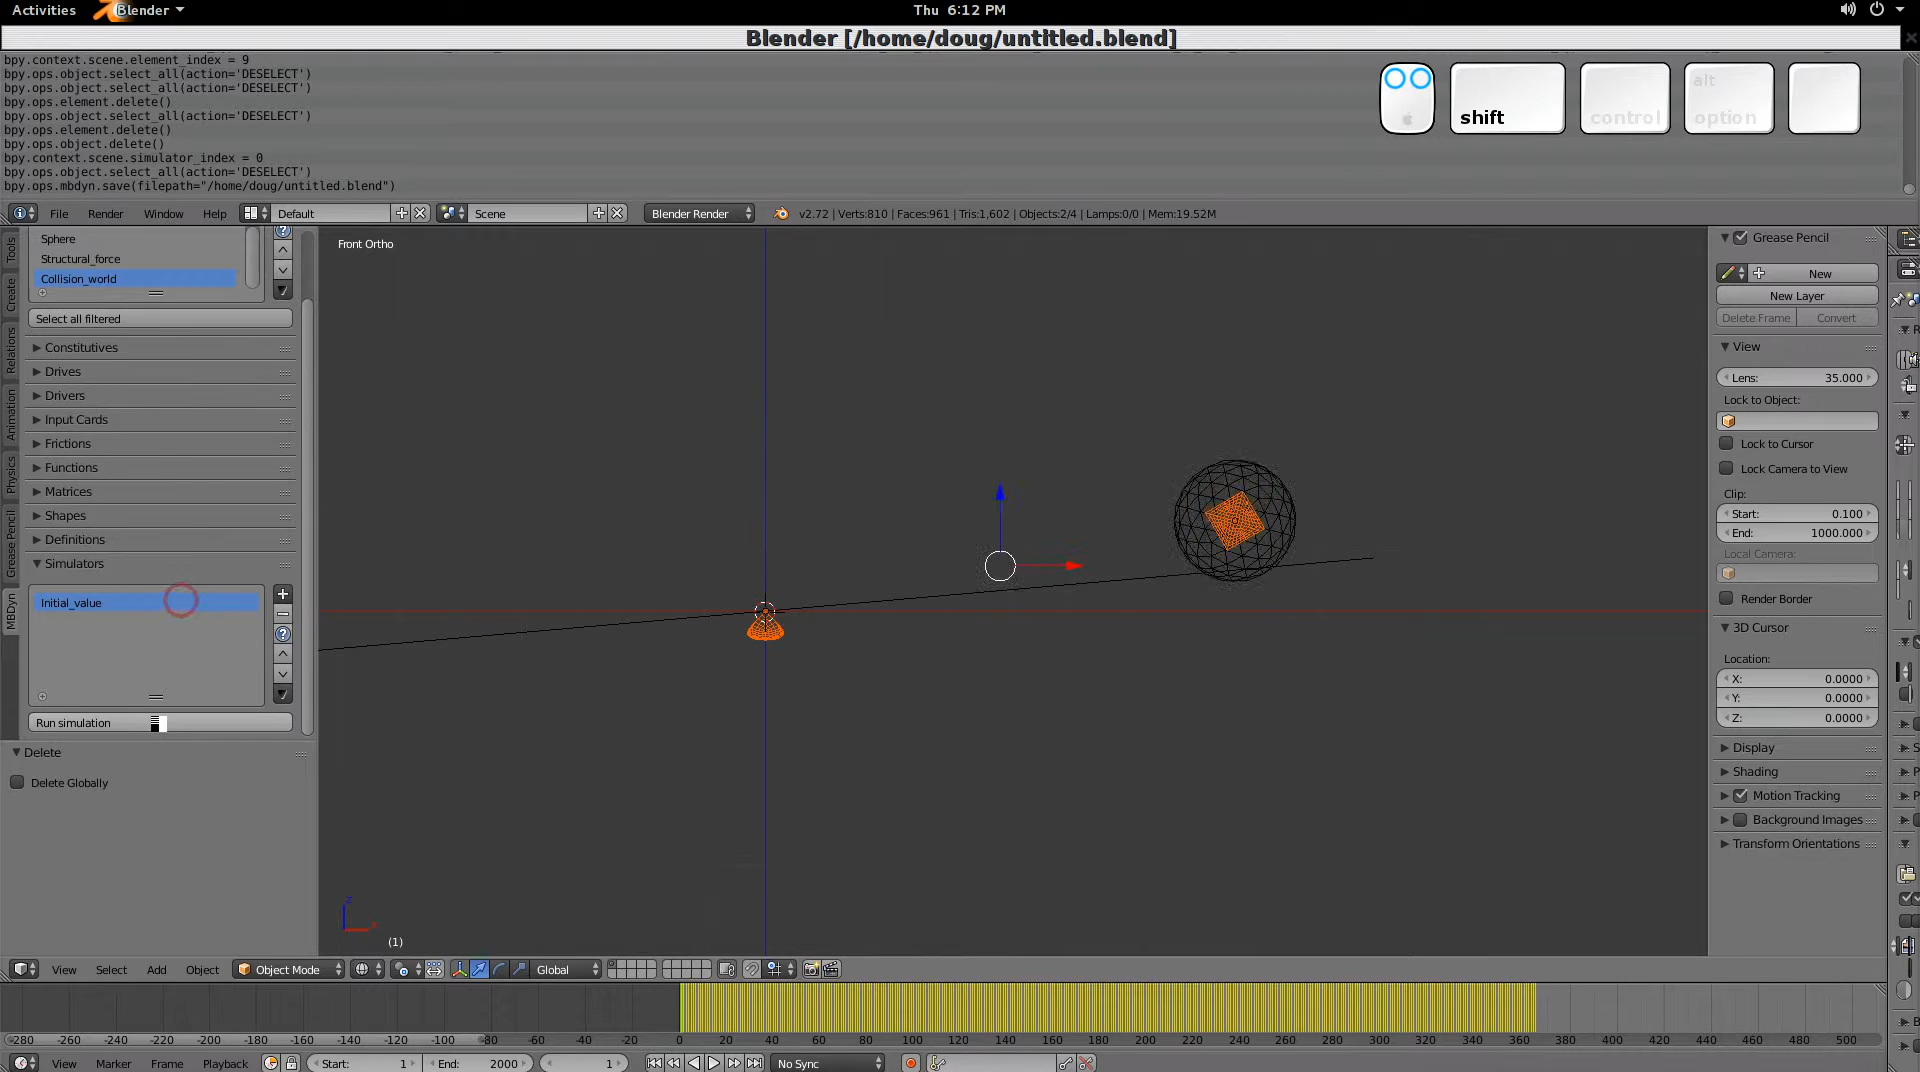 Activities Blender Thu 6:12 PM
Blender [/home/doug/untitled.blend]
bpy.context.scene.element_index = 9
bpy.ops.object.select_all(action='DESELECT')
bpy.ops.object.select_all(action='DESELECT')
bpy.ops.element.delete()
bpy.ops.object.select_all(action='DESELECT')
bpy.ops.element.delete()
bpy.ops.object.delete()
bpy.context.scene.simulator_index = 0
bpy.ops.object.select_all(action='DESELECT')
bpy.ops.mbdyn.save(filepath="/home/doug/untitled.blend")
shift control alt option
File Render Window Help Default Scene Blender Render v2.72 | Verts:810 | Faces:961 | Tris:1,602 | Objects:2/4 | Lamps:0/0 | Mem:19.52M
Tools
Create
Relations
Animation
Physics
Grease Pencil
MBDyn
Sphere
Structural_force
Collision_world
Select all filtered
Constitutives
Drives
Drivers
Input Cards
Frictions
Functions
Matrices
Shapes
Definitions
Simulators
Initial_value
Run simulation
Delete
Delete Globally
Front Ortho
z
x
(1)
Grease Pencil
New
New Layer
Delete Frame Convert
View
Lens: 35.000
Lock to Object:
Lock to Cursor
Lock Camera to View
Clip:
Start: 0.100
End: 1000.000
Local Camera:
Render Border
3D Cursor
Location:
X: 0.0000
Y: 0.0000
Z: 0.0000
Display
Shading
Motion Tracking
Background Images
Transform Orientations
View Select Add Object Object Mode Global
-280 -260 -240 -220 -200 -180 -160 -140 -120 -100 -80 -60 -40 -20 0 20 40 60 80 100 120 140 160 180 200 220 240 260 280 300 320 340 360 380 400 420 440 460 480 500
View Marker Frame Playback Start: 1 End: 2000 1 No Sync